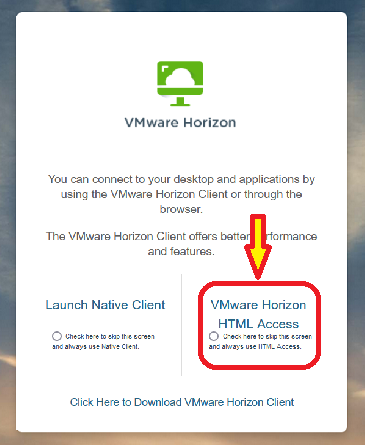 VMware Horizon
You can connect to your desktop and applications by
using the VMware Horizon Client or through the
browser.
The VMware Horizon Client offers better performance
and features.
Launch Native Client
Check here to skip this screen
and always use Native Client.
VMware Horizon
HTML Access
Check here to skip this screen
and always use HTML Access.
Click Here to Download VMware Horizon Client